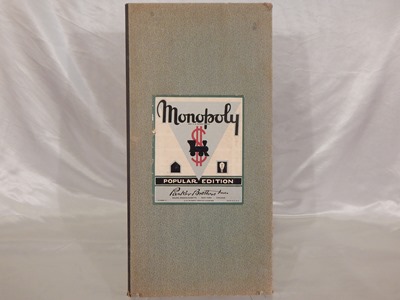 Monopoly
$
POPULAR EDITION
Parker Brothers Inc